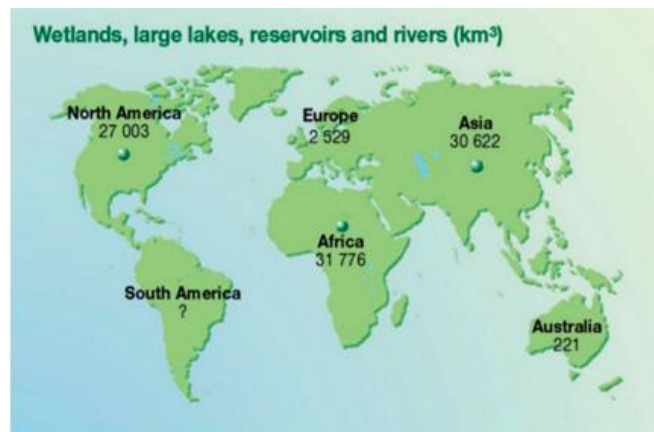 Wetlands, large lakes, reservoirs and rivers (km³)
North America
27 003
Europe
2 529
Asia
30 622
Africa
31 776
South America
?
Australia
221